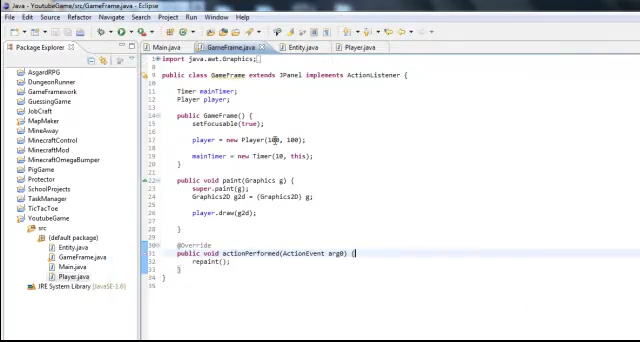 Java - YoutubeGame/src/GameFrame.java - Eclipse
File Edit Source Refactor Navigate Search Project Run Window Help
Package Explorer
Main.java GameFrame.java Entity.java Player.java
AsgardRPG
DungeonRunner
GameFramework
GuessingGame
JobCraft
MapMaker
MineAway
MinecraftControl
MinecraftMod
MinecraftOmegaBumper
PigGame
Protector
SchoolProjects
TaskManager
TicTacToe
YoutubeGame
src
(default package)
Entity.java
GameFrame.java
Main.java
Player.java
JRE System Library [JavaSE-1.6]
import java.awt.Graphics;
public class GameFrame extends JPanel implements ActionListener {
Timer mainTimer;
Player player;
public GameFrame() {
setFocusable(true);
player = new Player(100, 100);
mainTimer = new Timer(10, this);
}
public void paint(Graphics g) {
super.paint(g);
Graphics2D g2d = (Graphics2D) g;
player.draw(g2d);
}
@Override
public void actionPerformed(ActionEvent arg0) {
repaint();
}
}